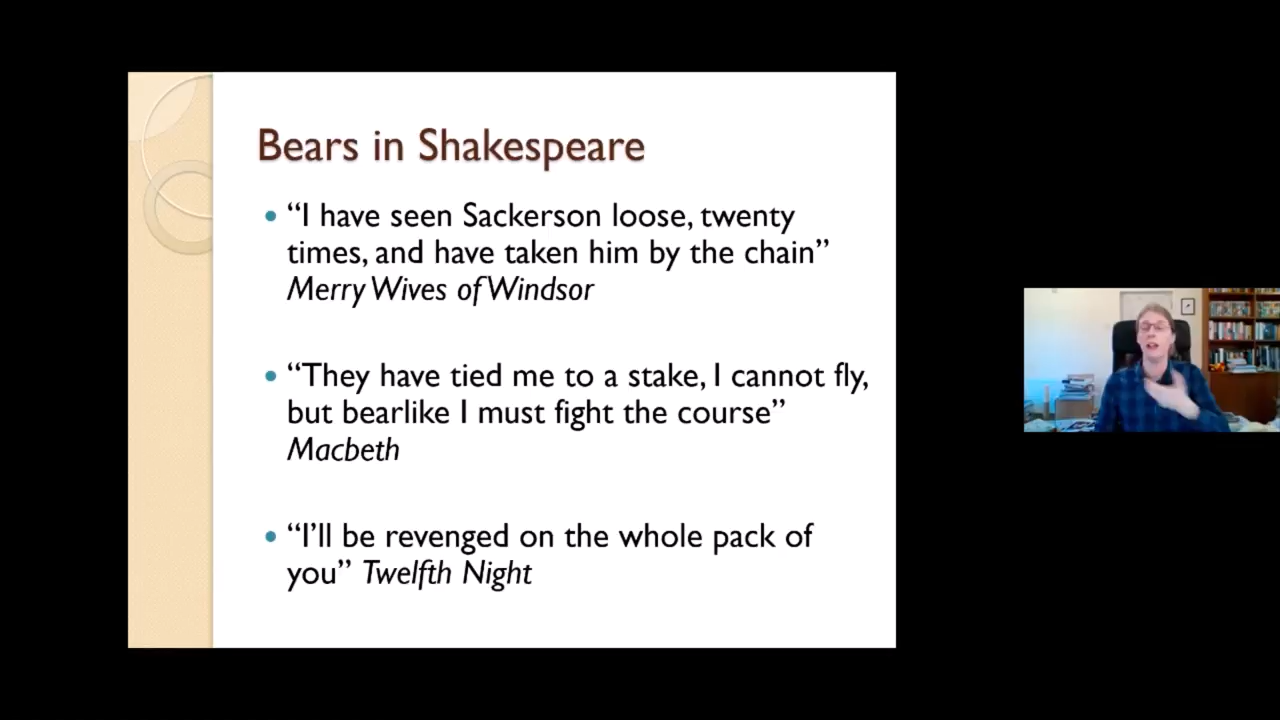 Bears in Shakespeare
“I have seen Sackerson loose, twenty
times, and have taken him by the chain”
Merry Wives of Windsor
“They have tied me to a stake, I cannot fly,
but bearlike I must fight the course”
Macbeth
“I’ll be revenged on the whole pack of
you” Twelfth Night